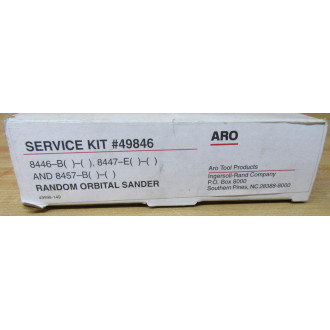 SERVICE KIT #49846
8446–B( )–( ), 8447–E( )–( )
AND 8457–B( )–( )
RANDOM ORBITAL SANDER
ARO
Aro Tool Products
Ingersoll-Rand Company
P.O. Box 8000
Southern Pines, NC 28388-8000